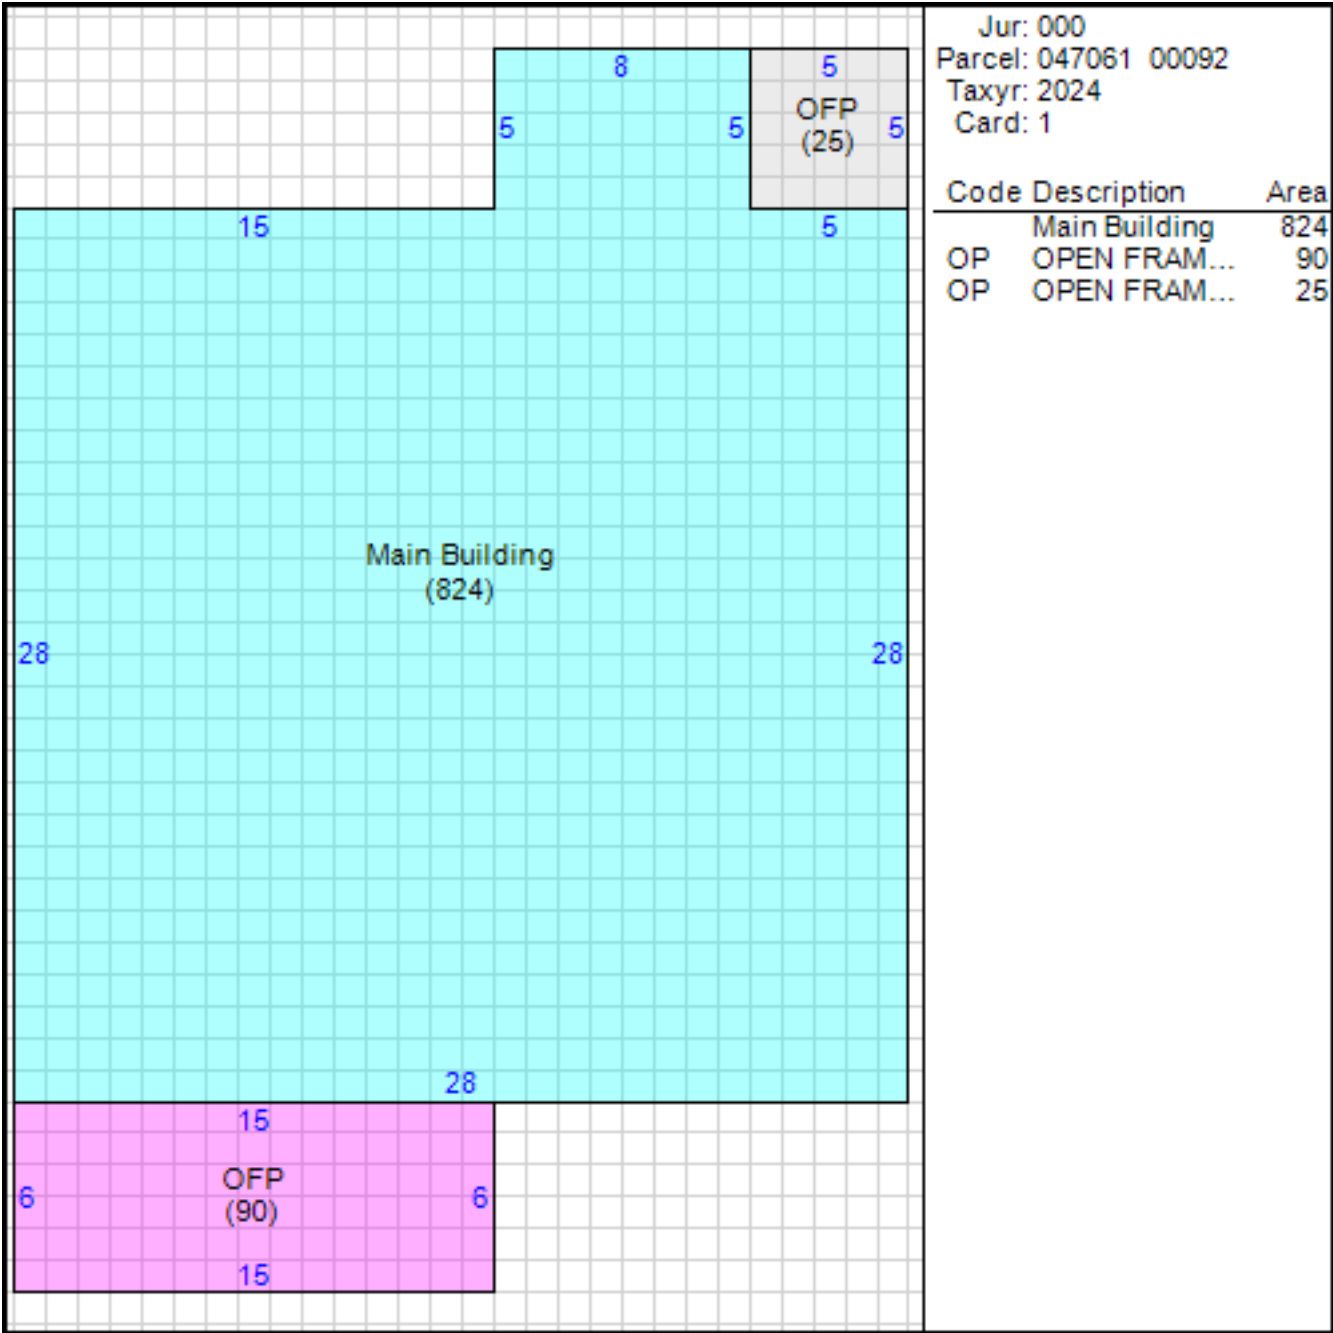 8
5
OFP
(25)
5
5
5
15
5
Main Building
(824)
28
28
28
15
OFP
(90)
6
6
15
Jur: 000
Parcel: 047061 00092
Taxyr: 2024
Card: 1
Code Description Area
Main Building 824
OP OPEN FRAM... 90
OP OPEN FRAM... 25